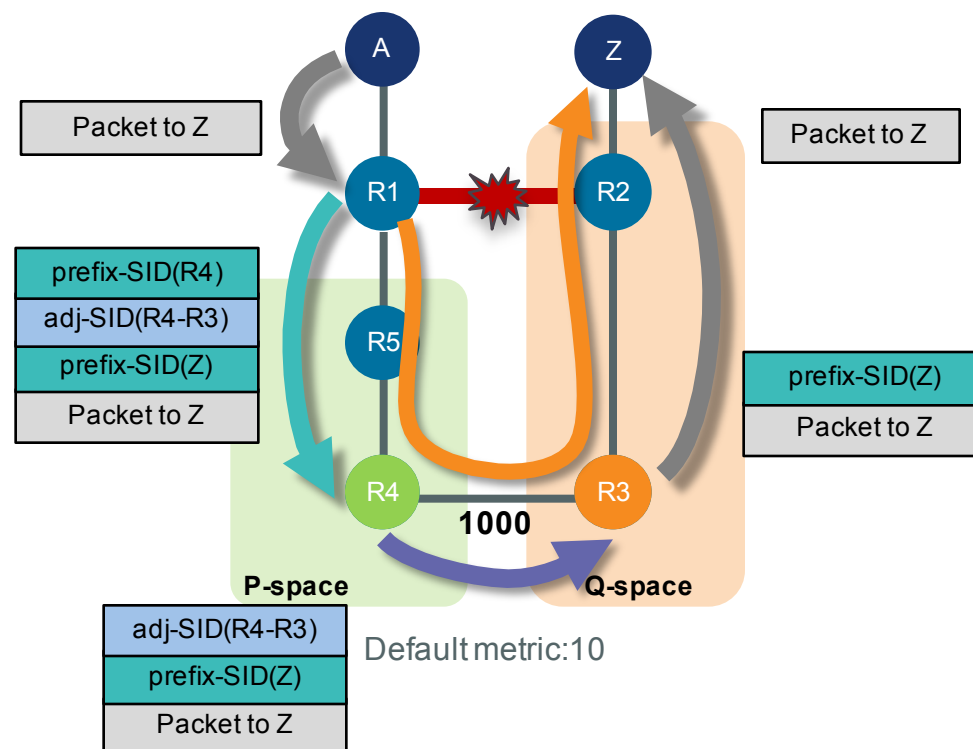 A
Z
Packet to Z
Packet to Z
R1
R2
prefix-SID(R4)
adj-SID(R4-R3)
prefix-SID(Z)
Packet to Z
R5
prefix-SID(Z)
Packet to Z
R4
R3
1000
P-space
Q-space
adj-SID(R4-R3)
prefix-SID(Z)
Packet to Z
Default metric:10